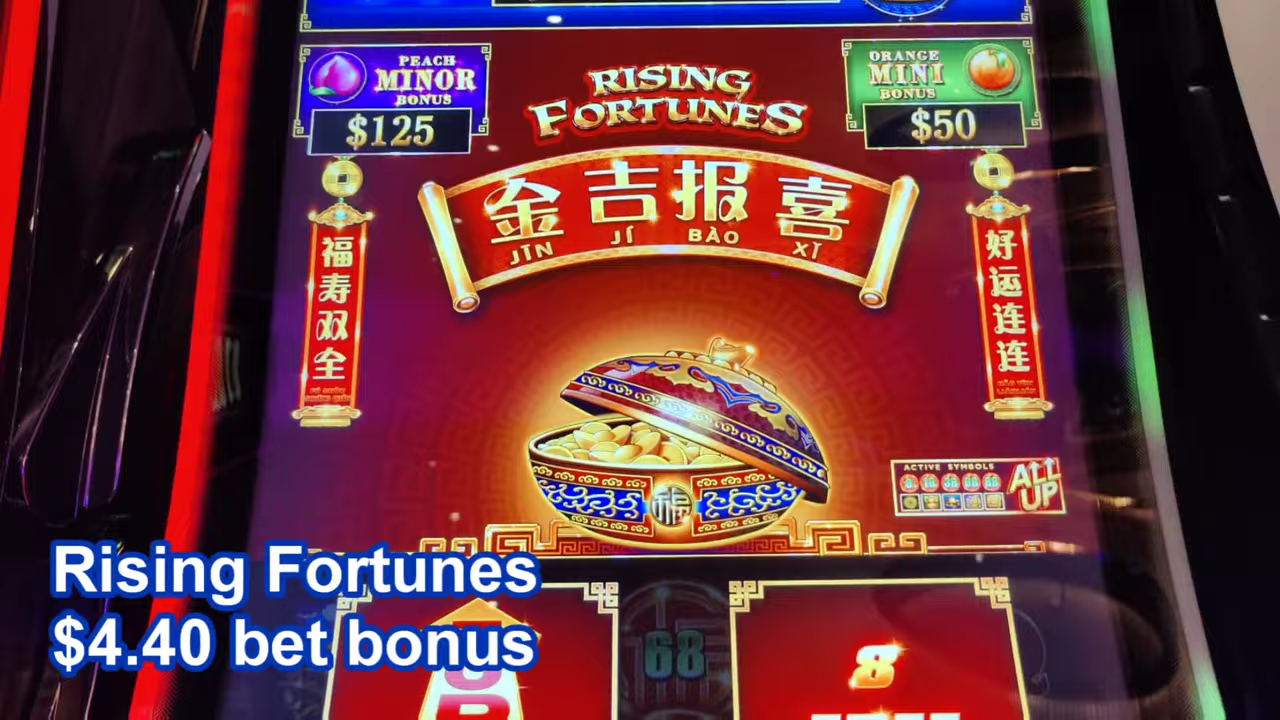 PEACH
MINOR
BONUS
$125
RISING
FORTUNES
ORANGE
MINI
BONUS
$50
金吉报喜
JĪN JÍ BÀO XǏ
福寿双全
好运连连
ACTIVE SYMBOLS
ALL
UP
福
Rising Fortunes
$4.40 bet bonus
UP
68
8